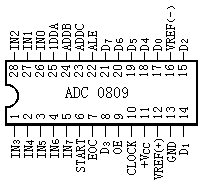 IN2 IN1 IN0 1DDA ADDB ADDC ALE D7 D6 D5 D4 D0 VREF(-) D2
28 27 26 25 24 23 22 21 20 19 18 17 16 15
ADC 0809
1 2 3 4 5 6 7 8 9 10 11 12 13 14
IN3 IN4 IN5 IN6 IN7 START EOC D3 OE CLOCK +Vcc VREF(+) GND D1